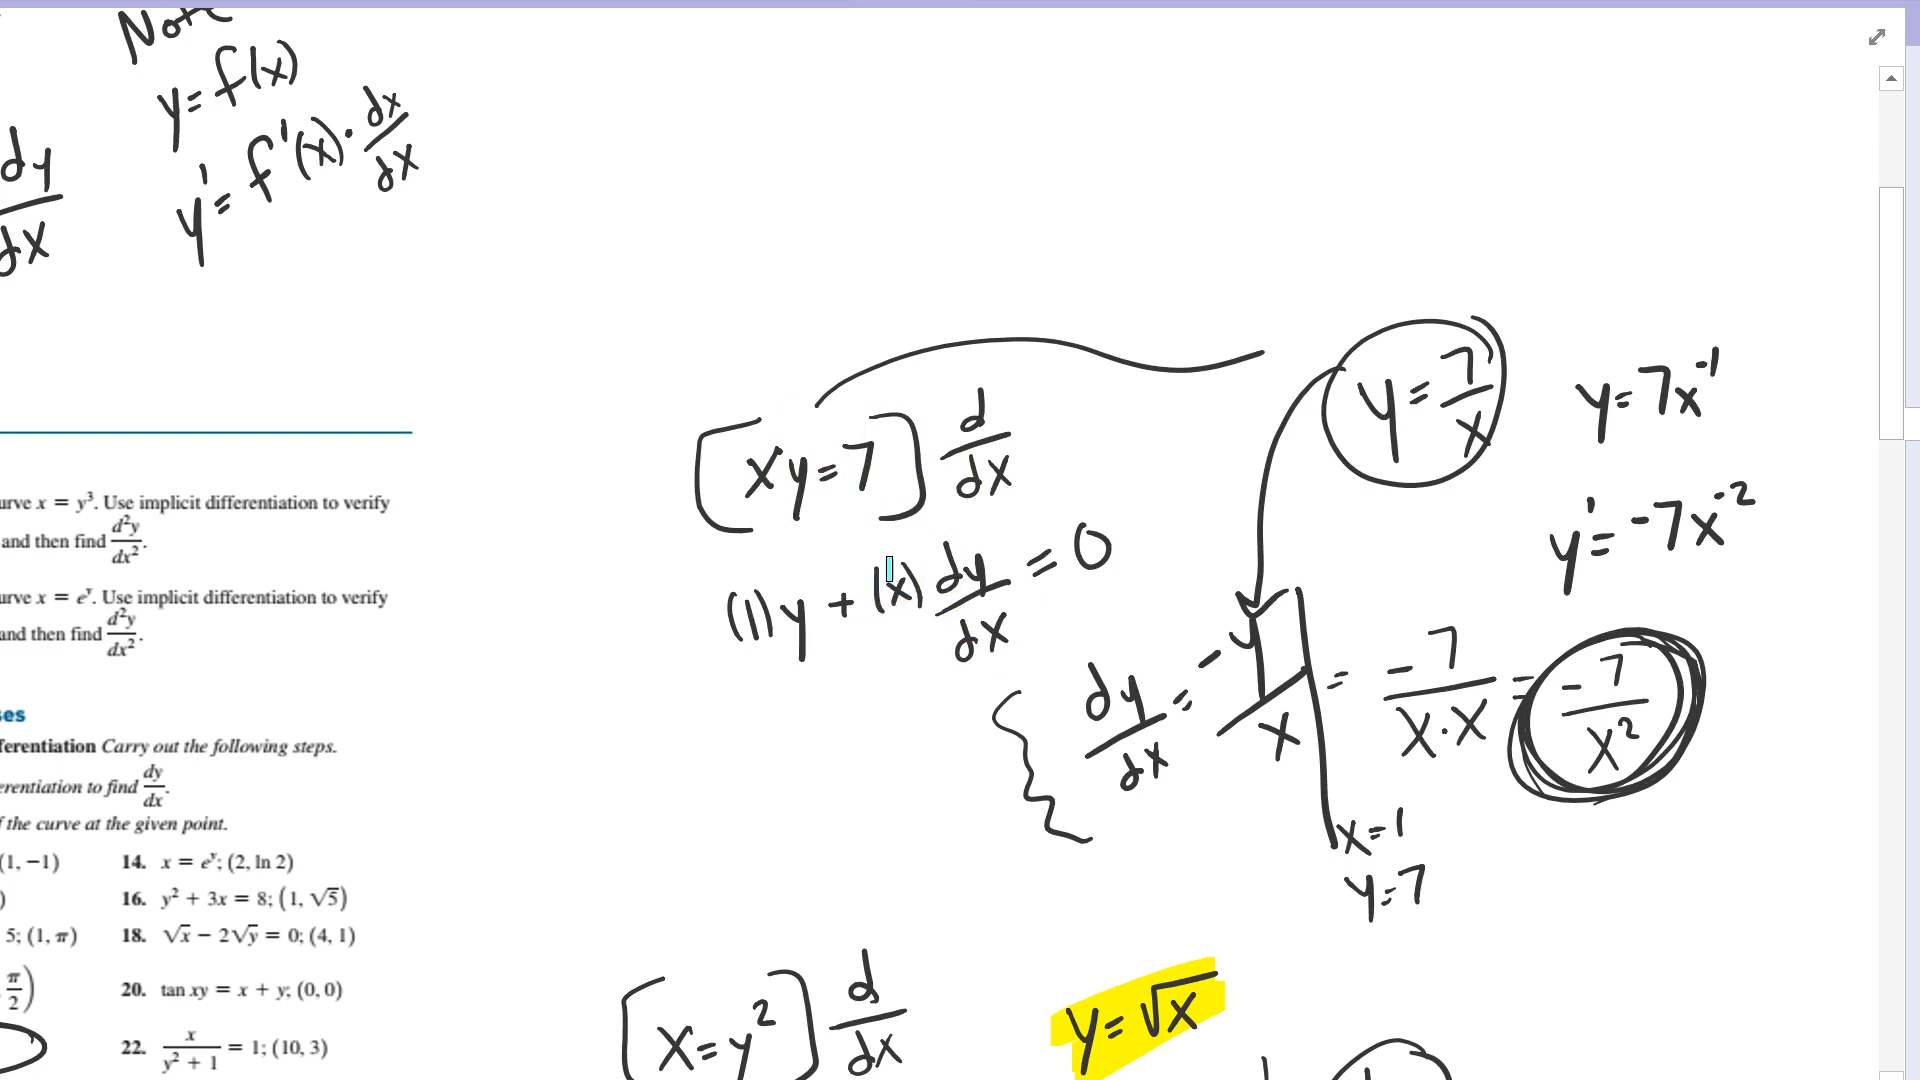 Note
y = f(x)
y' = f'(x) · dx/dx
dy/dx
[xy = 7] d/dx
(1)y + (x) dy/dx = 0
dy/dx = -y/x = -7/x·x = -7/x²
x = 1
y = 7
y = 7/x
y = 7x⁻¹
y' = -7x⁻²
urve x = y³. Use implicit differentiation to verify
and then find d²y/dx².
urve x = eʸ. Use implicit differentiation to verify
and then find d²y/dx².
ses
ferentiation Carry out the following steps.
erentiation to find dy/dx.
f the curve at the given point.
(1, −1)
14. x = eʸ; (2, ln 2)
)
16. y² + 3x = 8; (1, √5)
5; (1, π)
18. √x − 2√y = 0; (4, 1)
π/2)
20. tan xy = x + y; (0, 0)
22. x/(y² + 1) = 1; (10, 3)
[x = y²] d/dx
y = √x